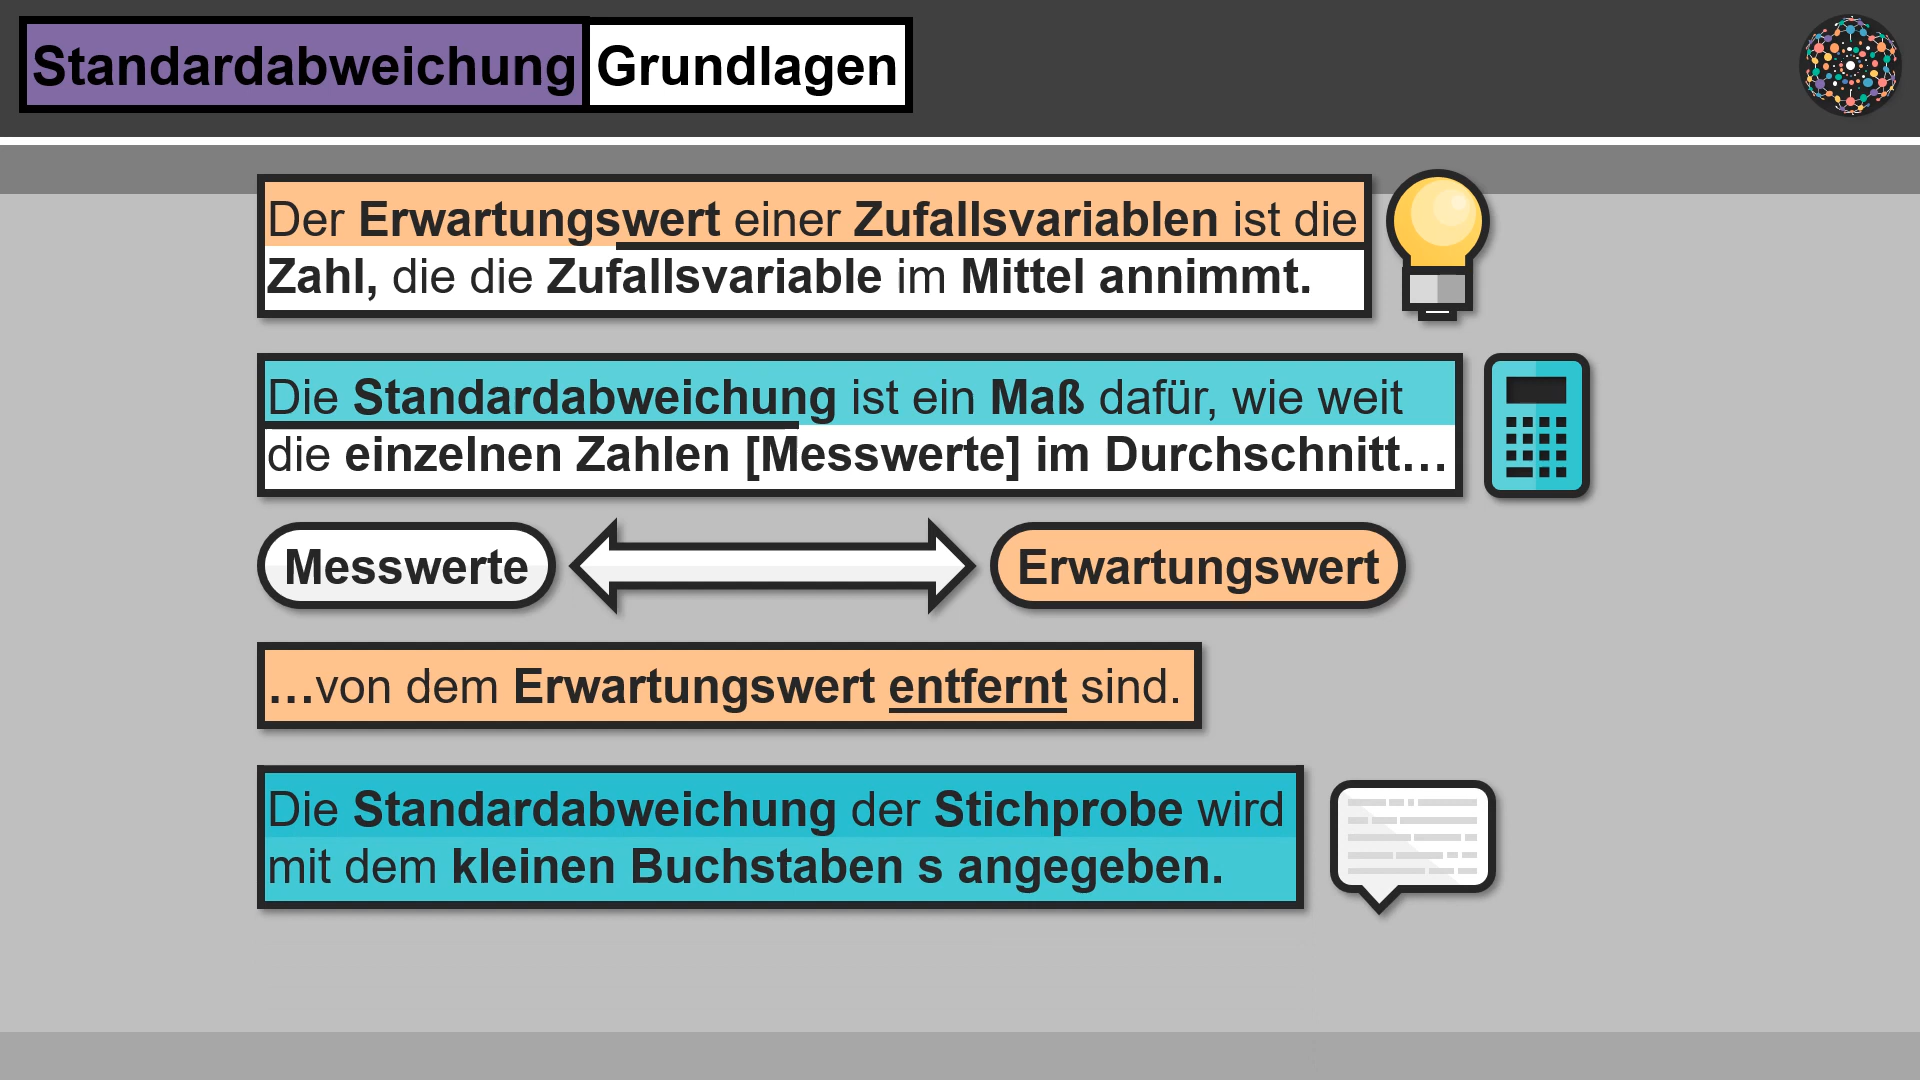 Standardabweichung Grundlagen
Der Erwartungswert einer Zufallsvariablen ist die
Zahl, die die Zufallsvariable im Mittel annimmt.
Die Standardabweichung ist ein Maß dafür, wie weit
die einzelnen Zahlen [Messwerte] im Durchschnitt…
Messwerte Erwartungswert
…von dem Erwartungswert entfernt sind.
Die Standardabweichung der Stichprobe wird
mit dem kleinen Buchstaben s angegeben.